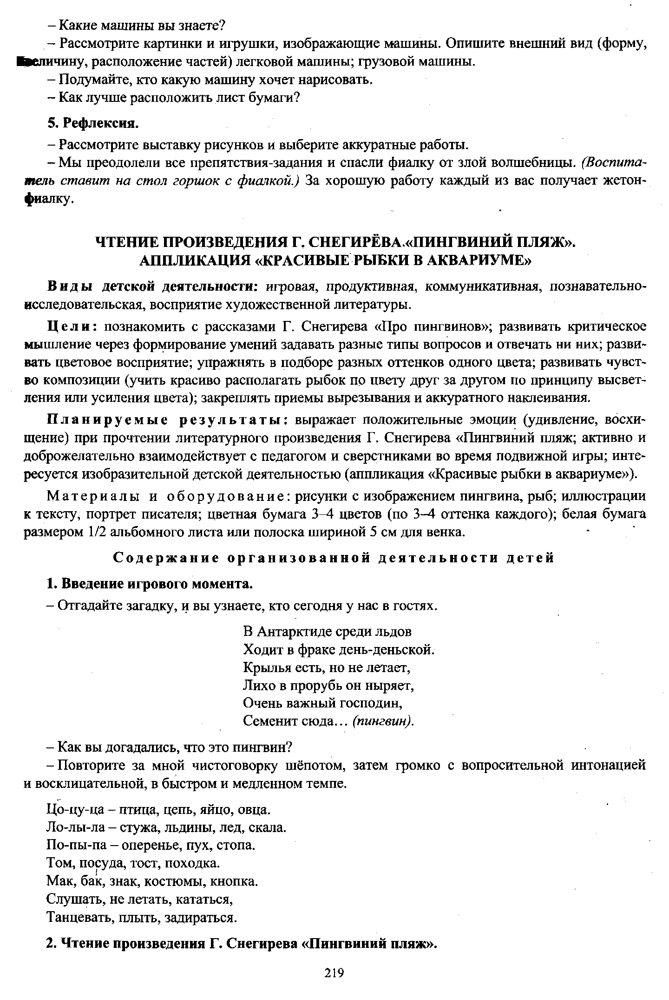 – Какие машины вы знаете?
– Рассмотрите картинки и игрушки, изображающие машины. Опишите внешний вид (форму,
величину, расположение частей) легковой машины; грузовой машины.
– Подумайте, кто какую машину хочет нарисовать.
– Как лучше расположить лист бумаги?
5. Рефлексия.
– Рассмотрите выставку рисунков и выберите аккуратные работы.
– Мы преодолели все препятствия-задания и спасли фиалку от злой волшебницы. (Воспита-
тель ставит на стол горшок с фиалкой.) За хорошую работу каждый из вас получает жетон-
фиалку.
ЧТЕНИЕ ПРОИЗВЕДЕНИЯ Г. СНЕГИРЁВА «ПИНГВИНИЙ ПЛЯЖ».
АППЛИКАЦИЯ «КРАСИВЫЕ РЫБКИ В АКВАРИУМЕ»
Виды детской деятельности: игровая, продуктивная, коммуникативная, познавательно-
исследовательская, восприятие художественной литературы.
Цели: познакомить с рассказами Г. Снегирева «Про пингвинов»; развивать критическое
мышление через формирование умений задавать разные типы вопросов и отвечать ни них; разви-
вать цветовое восприятие; упражнять в подборе разных оттенков одного цвета; развивать чувст-
во композиции (учить красиво располагать рыбок по цвету друг за другом по принципу высвет-
ления или усиления цвета); закреплять приемы вырезывания и аккуратного наклеивания.
Планируемые результаты: выражает положительные эмоции (удивление, восхи-
щение) при прочтении литературного произведения Г. Снегирева «Пингвиний пляж; активно и
доброжелательно взаимодействует с педагогом и сверстниками во время подвижной игры; инте-
ресуется изобразительной детской деятельностью (аппликация «Красивые рыбки в аквариуме»).
Материалы и оборудование: рисунки с изображением пингвина, рыб; иллюстрации
к тексту, портрет писателя; цветная бумага 3–4 цветов (по 3–4 оттенка каждого); белая бумага
размером 1/2 альбомного листа или полоска шириной 5 см для венка.
Содержание организованной деятельности детей
1. Введение игрового момента.
– Отгадайте загадку, и вы узнаете, кто сегодня у нас в гостях.
В Антарктиде среди льдов
Ходит в фраке день-деньской.
Крылья есть, но не летает,
Лихо в прорубь он ныряет,
Очень важный господин,
Семенит сюда... (пингвин).
– Как вы догадались, что это пингвин?
– Повторите за мной чистоговорку шёпотом, затем громко с вопросительной интонацией
и восклицательной, в быстром и медленном темпе.
Цо-цу-ца – птица, цепь, яйцо, овца.
Ло-лы-ла – стужа, льдины, лед, скала.
По-пы-па – оперенье, пух, стопа.
Том, посуда, тост, походка.
Мак, бак, знак, костюмы, кнопка.
Слушать, не летать, кататься,
Танцевать, плыть, задираться.
2. Чтение произведения Г. Снегирева «Пингвиний пляж».
219